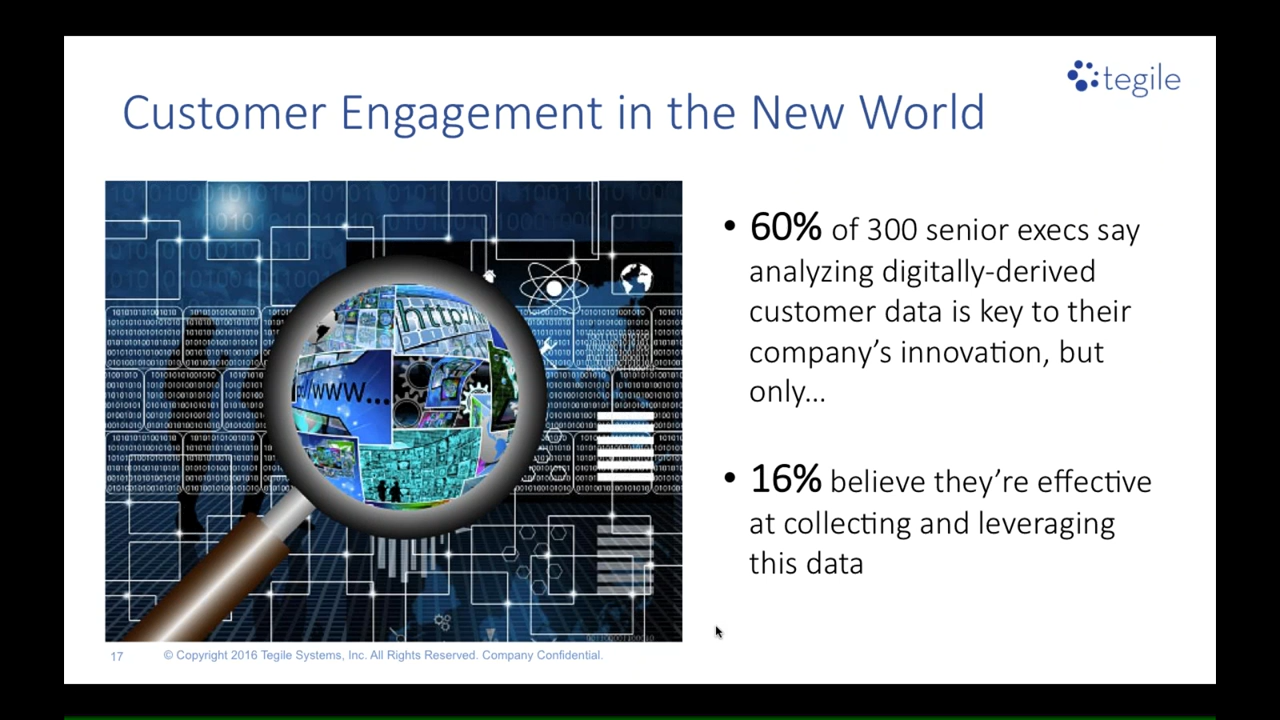 tegile
Customer Engagement in the New World
• 60% of 300 senior execs say
analyzing digitally-derived
customer data is key to their
company’s innovation, but
only...
• 16% believe they’re effective
at collecting and leveraging
this data
http://
://www...
17
© Copyright 2016 Tegile Systems, Inc. All Rights Reserved. Company Confidential.